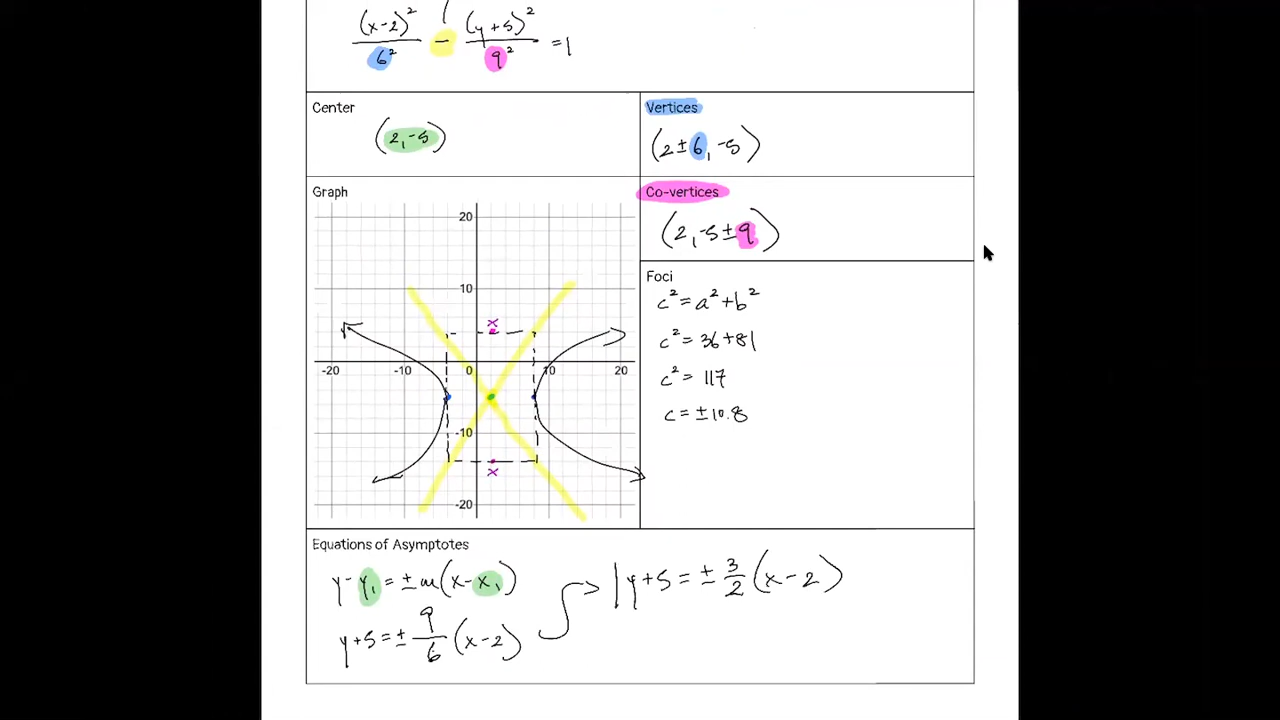 (x-2)²/6² - (y+5)²/9² = 1
Center
(2,-5)
Vertices
(2±6,-5)
Graph
Co-vertices
(2,-5±9)
20
10
-20 -10 0 10 20
-10
-20
x
x
Foci
c²=a²+b²
c²=36+81
c²=117
c=±10.8
Equations of Asymptotes
y-y₁=±m(x-x₁)
y+5=±9/6(x-2)
y+5=±3/2(x-2)